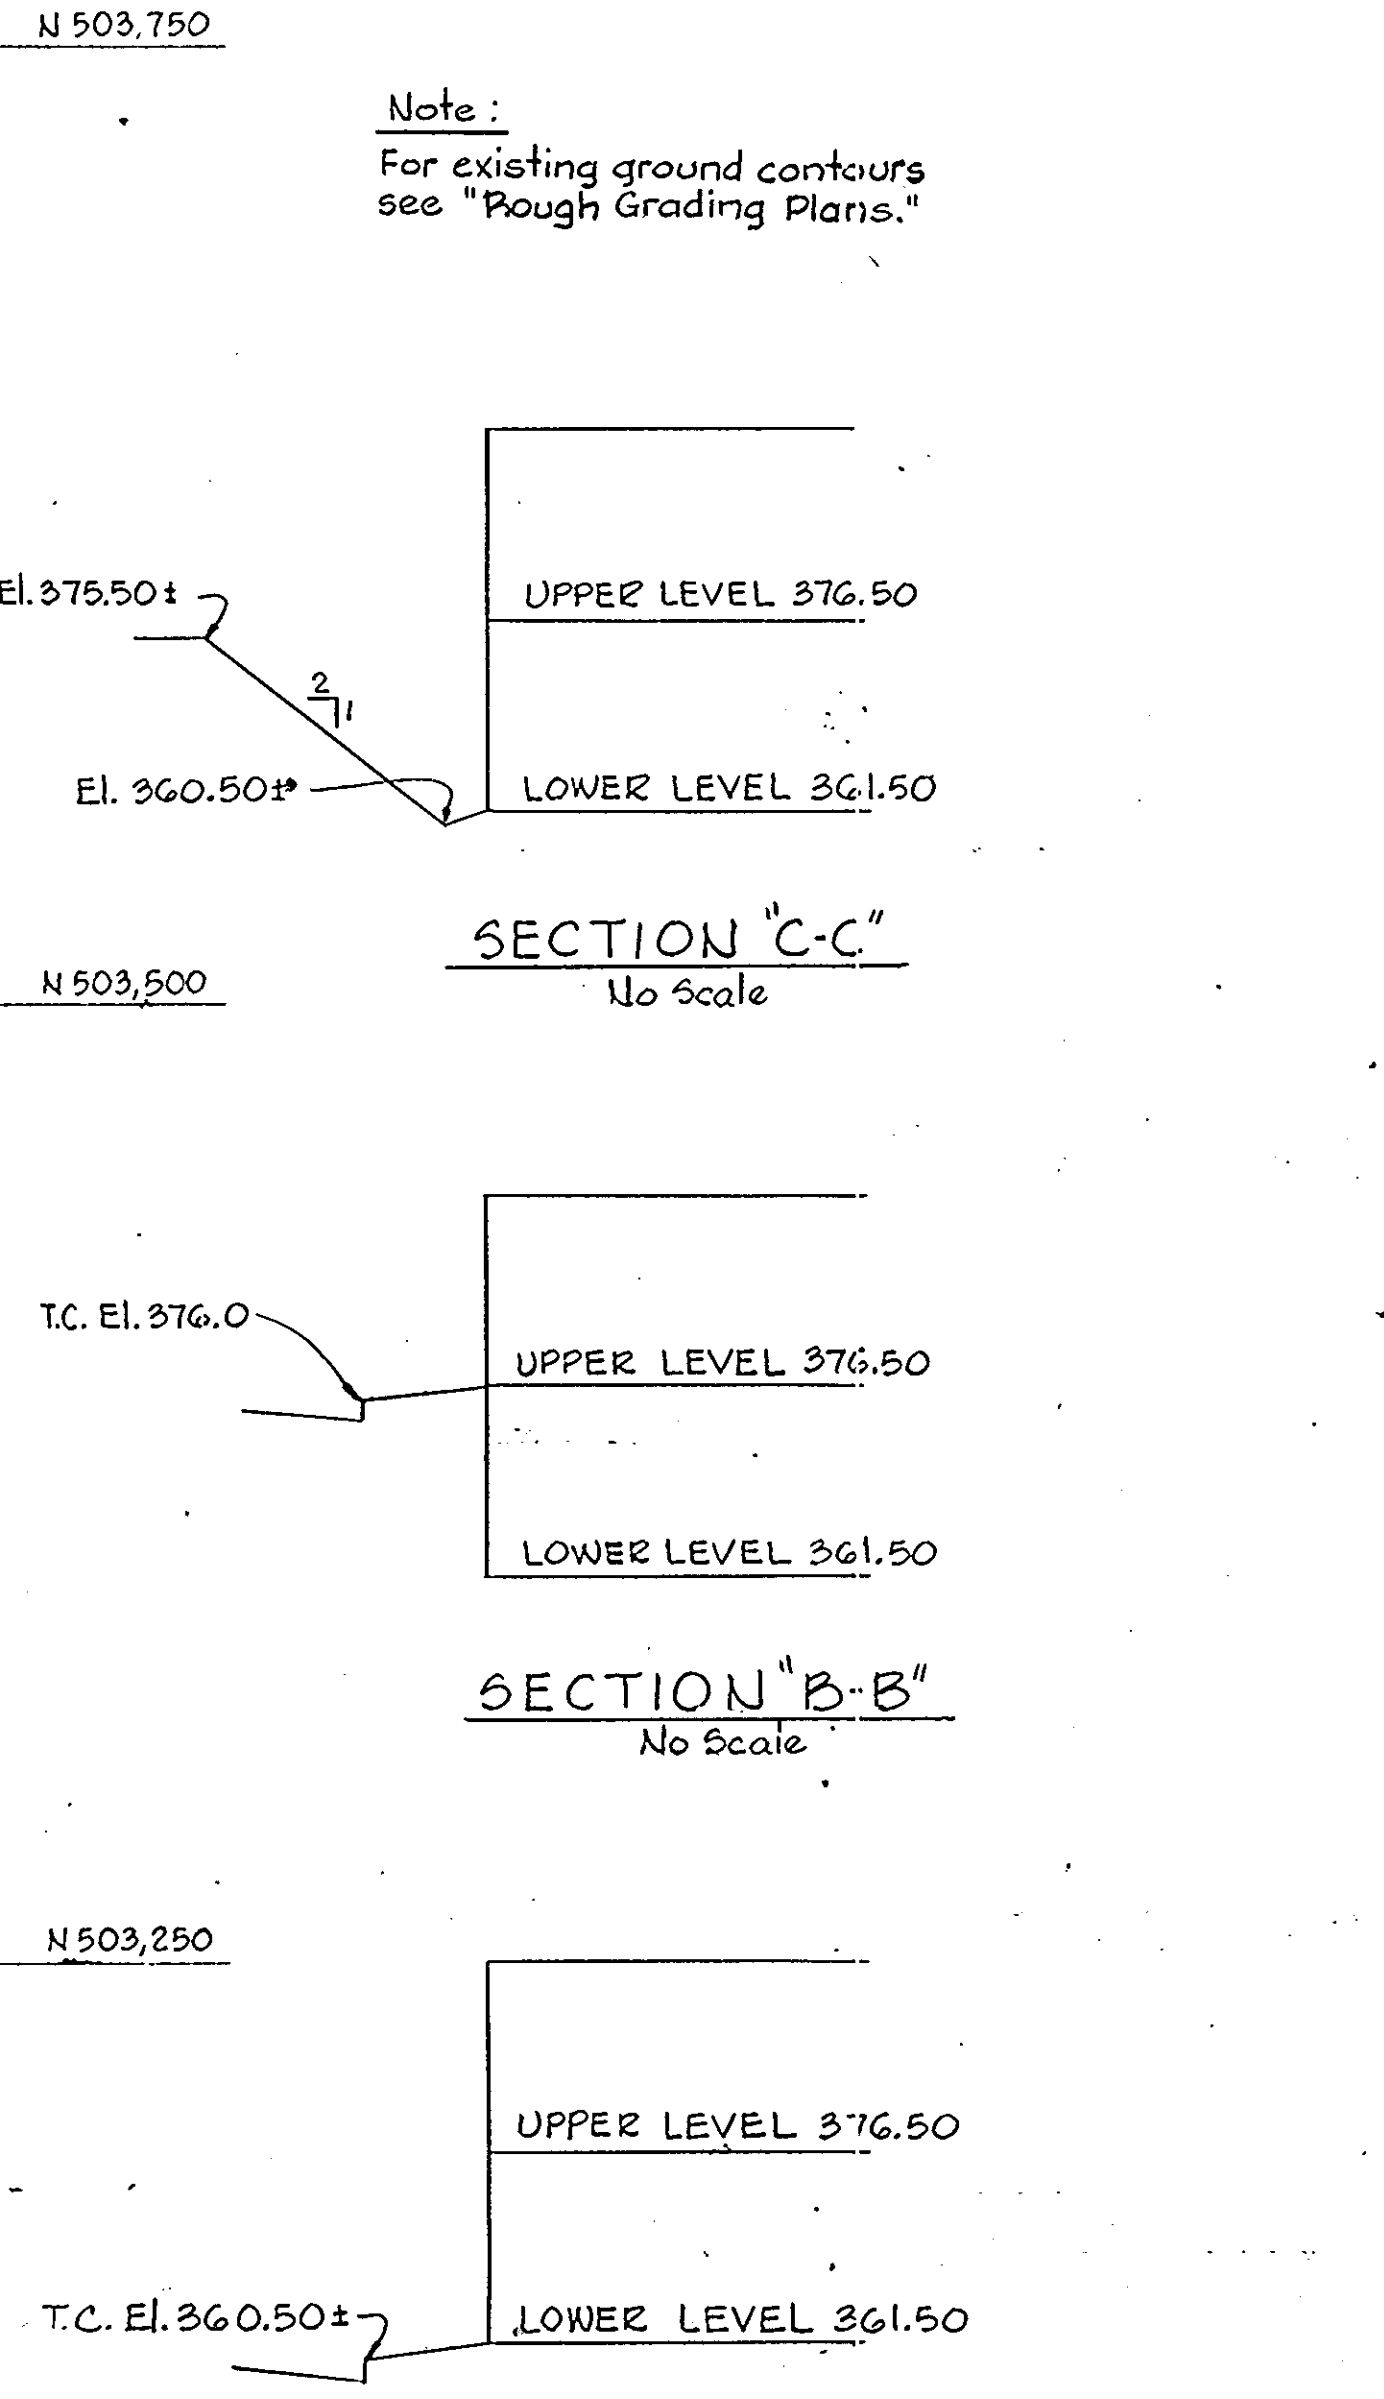 N 503,750
Note :
For existing ground contours
see "Rough Grading Plans."
El. 375.50 ±
UPPER LEVEL 376.50
2
1
El. 360.50 ±
LOWER LEVEL 361.50
SECTION "C-C"
No Scale
N 503,500
T.C. El. 376.0
UPPER LEVEL 376.50
LOWER LEVEL 361.50
SECTION "B-B"
No Scale
N 503,250
UPPER LEVEL 376.50
T.C. El. 360.50 ±
LOWER LEVEL 361.50